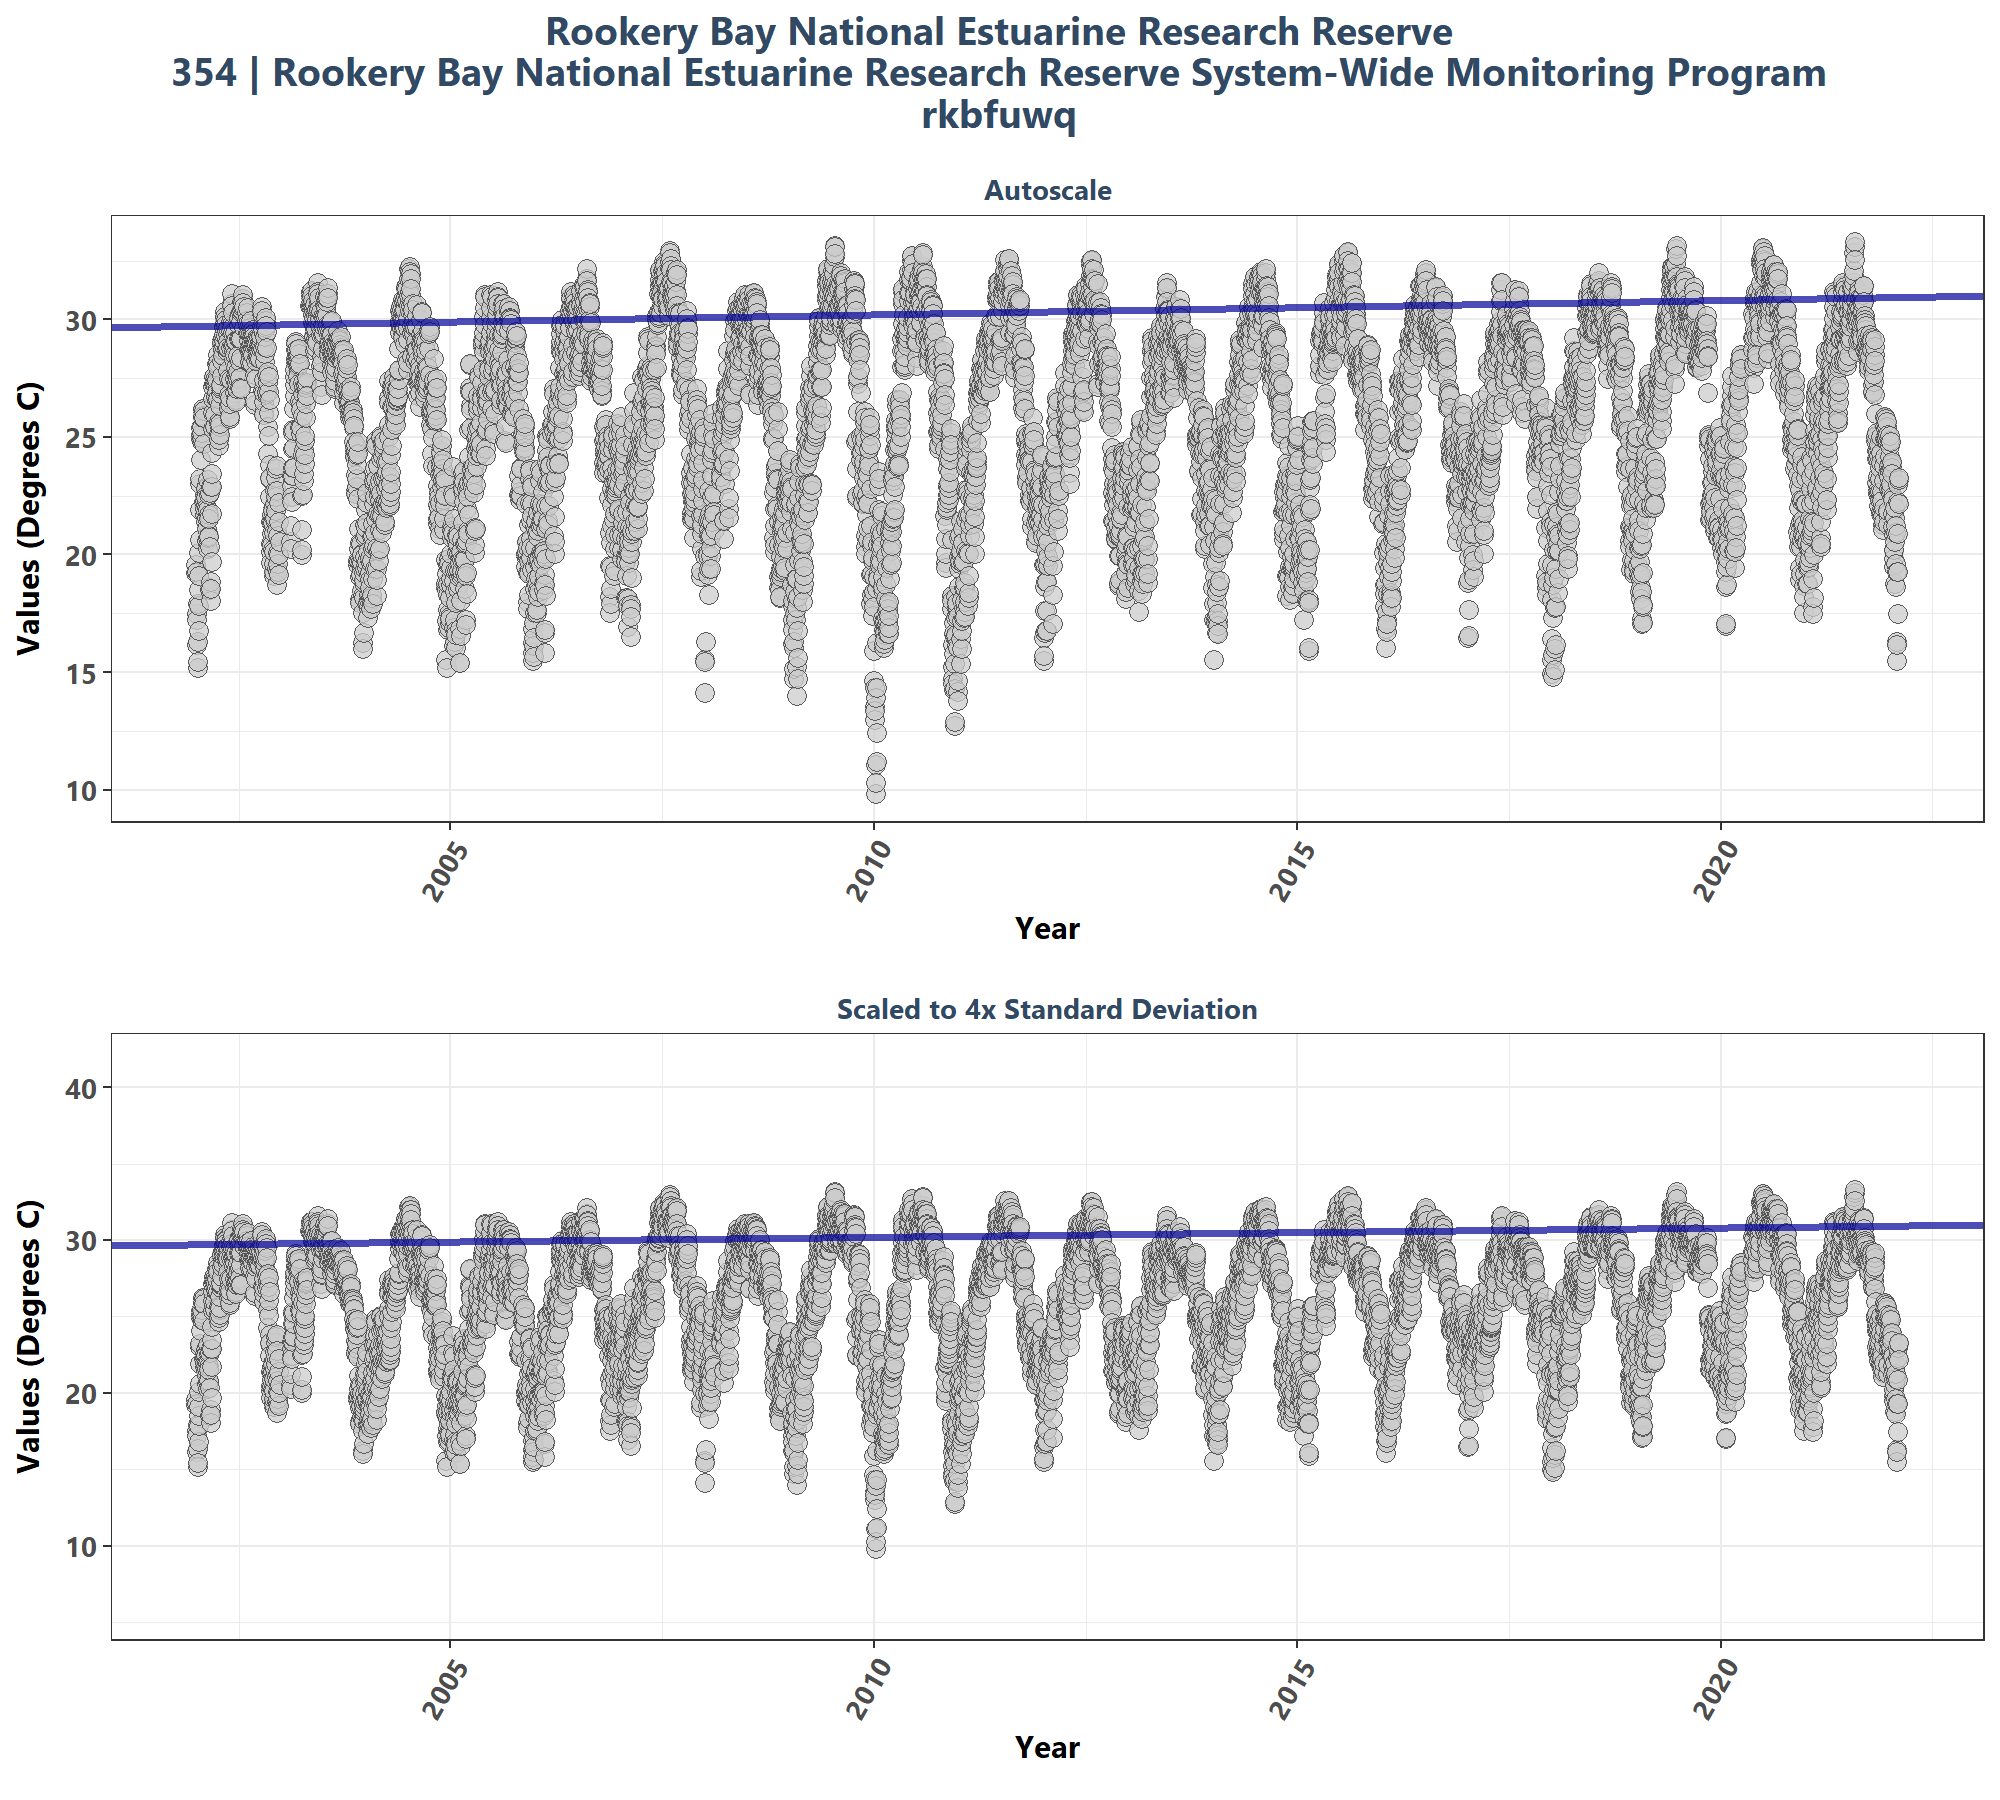 Rookery Bay National Estuarine Research Reserve
354 | Rookery Bay National Estuarine Research Reserve System-Wide Monitoring Program
rkbfuwq
Autoscale
Values (Degrees C)
30
25
20
15
10
2005
2010
2015
2020
Year
Scaled to 4x Standard Deviation
Values (Degrees C)
40
30
20
10
2005
2010
2015
2020
Year